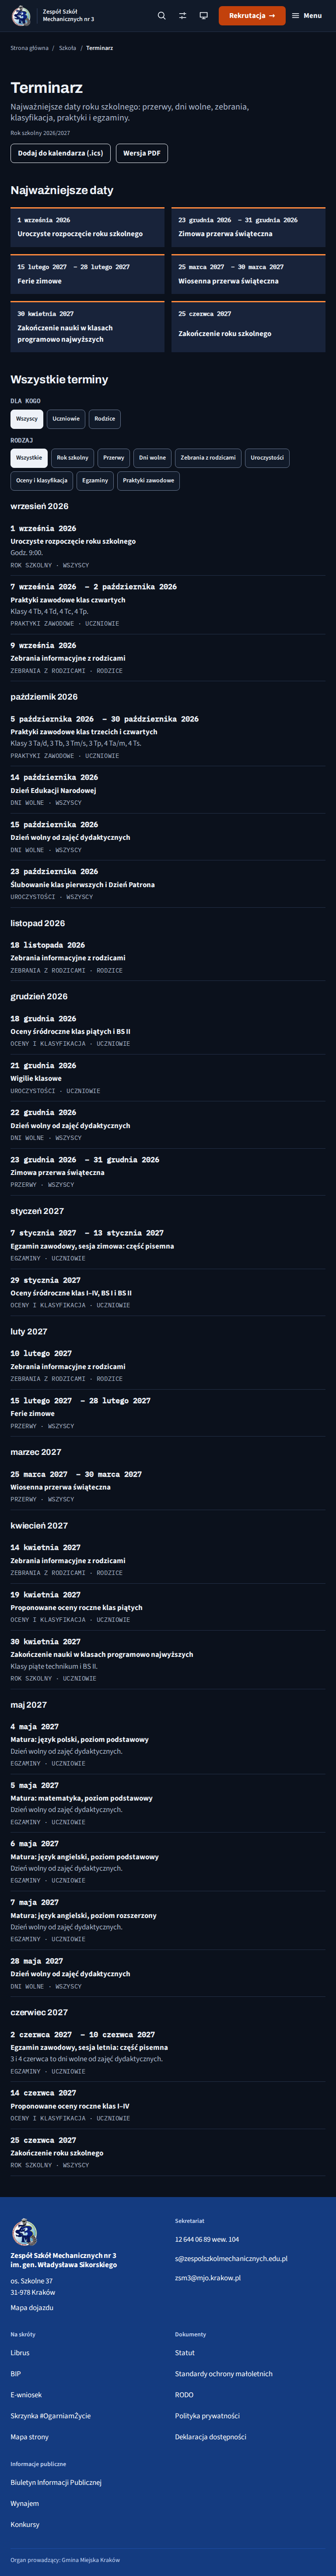 Zespół Szkół
Mechanicznych nr 3
Rekrutacja →
Menu
Strona główna / Szkoła / Terminarz
Terminarz
Najważniejsze daty roku szkolnego: przerwy, dni wolne, zebrania,
klasyfikacja, praktyki i egzaminy.
Rok szkolny 2026/2027
Dodaj do kalendarza (.ics)
Wersja PDF
Najważniejsze daty
1 września 2026
Uroczyste rozpoczęcie roku szkolnego
23 grudnia 2026 – 31 grudnia 2026
Zimowa przerwa świąteczna
15 lutego 2027 – 28 lutego 2027
Ferie zimowe
25 marca 2027 – 30 marca 2027
Wiosenna przerwa świąteczna
30 kwietnia 2027
Zakończenie nauki w klasach
programowo najwyższych
25 czerwca 2027
Zakończenie roku szkolnego
Wszystkie terminy
DLA KOGO
Wszyscy
Uczniowie
Rodzice
RODZAJ
Wszystkie
Rok szkolny
Przerwy
Dni wolne
Zebrania z rodzicami
Uroczystości
Oceny i klasyfikacja
Egzaminy
Praktyki zawodowe
wrzesień 2026
1 września 2026
Uroczyste rozpoczęcie roku szkolnego
Godz. 9:00.
ROK SZKOLNY · WSZYSCY
7 września 2026 – 2 października 2026
Praktyki zawodowe klas czwartych
Klasy 4 Tb, 4 Td, 4 Tc, 4 Tp.
PRAKTYKI ZAWODOWE · UCZNIOWIE
9 września 2026
Zebrania informacyjne z rodzicami
ZEBRANIA Z RODZICAMI · RODZICE
październik 2026
5 października 2026 – 30 października 2026
Praktyki zawodowe klas trzecich i czwartych
Klasy 3 Ta/d, 3 Tb, 3 Tm/s, 3 Tp, 4 Ta/m, 4 Ts.
PRAKTYKI ZAWODOWE · UCZNIOWIE
14 października 2026
Dzień Edukacji Narodowej
DNI WOLNE · WSZYSCY
15 października 2026
Dzień wolny od zajęć dydaktycznych
DNI WOLNE · WSZYSCY
23 października 2026
Ślubowanie klas pierwszych i Dzień Patrona
UROCZYSTOŚCI · WSZYSCY
listopad 2026
18 listopada 2026
Zebrania informacyjne z rodzicami
ZEBRANIA Z RODZICAMI · RODZICE
grudzień 2026
18 grudnia 2026
Oceny śródroczne klas piątych i BS II
OCENY I KLASYFIKACJA · UCZNIOWIE
21 grudnia 2026
Wigilie klasowe
UROCZYSTOŚCI · UCZNIOWIE
22 grudnia 2026
Dzień wolny od zajęć dydaktycznych
DNI WOLNE · WSZYSCY
23 grudnia 2026 – 31 grudnia 2026
Zimowa przerwa świąteczna
PRZERWY · WSZYSCY
styczeń 2027
7 stycznia 2027 – 13 stycznia 2027
Egzamin zawodowy, sesja zimowa: część pisemna
EGZAMINY · UCZNIOWIE
29 stycznia 2027
Oceny śródroczne klas I–IV, BS I i BS II
OCENY I KLASYFIKACJA · UCZNIOWIE
luty 2027
10 lutego 2027
Zebrania informacyjne z rodzicami
ZEBRANIA Z RODZICAMI · RODZICE
15 lutego 2027 – 28 lutego 2027
Ferie zimowe
PRZERWY · WSZYSCY
marzec 2027
25 marca 2027 – 30 marca 2027
Wiosenna przerwa świąteczna
PRZERWY · WSZYSCY
kwiecień 2027
14 kwietnia 2027
Zebrania informacyjne z rodzicami
ZEBRANIA Z RODZICAMI · RODZICE
19 kwietnia 2027
Proponowane oceny roczne klas piątych
OCENY I KLASYFIKACJA · UCZNIOWIE
30 kwietnia 2027
Zakończenie nauki w klasach programowo najwyższych
Klasy piąte technikum i BS II.
ROK SZKOLNY · UCZNIOWIE
maj 2027
4 maja 2027
Matura: język polski, poziom podstawowy
Dzień wolny od zajęć dydaktycznych.
EGZAMINY · UCZNIOWIE
5 maja 2027
Matura: matematyka, poziom podstawowy
Dzień wolny od zajęć dydaktycznych.
EGZAMINY · UCZNIOWIE
6 maja 2027
Matura: język angielski, poziom podstawowy
Dzień wolny od zajęć dydaktycznych.
EGZAMINY · UCZNIOWIE
7 maja 2027
Matura: język angielski, poziom rozszerzony
Dzień wolny od zajęć dydaktycznych.
EGZAMINY · UCZNIOWIE
28 maja 2027
Dzień wolny od zajęć dydaktycznych
DNI WOLNE · WSZYSCY
czerwiec 2027
2 czerwca 2027 – 10 czerwca 2027
Egzamin zawodowy, sesja letnia: część pisemna
3 i 4 czerwca to dni wolne od zajęć dydaktycznych.
EGZAMINY · UCZNIOWIE
14 czerwca 2027
Proponowane oceny roczne klas I–IV
OCENY I KLASYFIKACJA · UCZNIOWIE
25 czerwca 2027
Zakończenie roku szkolnego
ROK SZKOLNY · WSZYSCY
Zespół Szkół Mechanicznych nr 3
im. gen. Władysława Sikorskiego
os. Szkolne 37
31-978 Kraków
Mapa dojazdu
Sekretariat
12 644 06 89 wew. 104
s@zespolszkolmechanicznych.edu.pl
zsm3@mjo.krakow.pl
Na skróty
Librus
BIP
E-wniosek
Skrzynka #OgarniamŻycie
Mapa strony
Dokumenty
Statut
Standardy ochrony małoletnich
RODO
Polityka prywatności
Deklaracja dostępności
Informacje publiczne
Biuletyn Informacji Publicznej
Wynajem
Konkursy
Organ prowadzący: Gmina Miejska Kraków